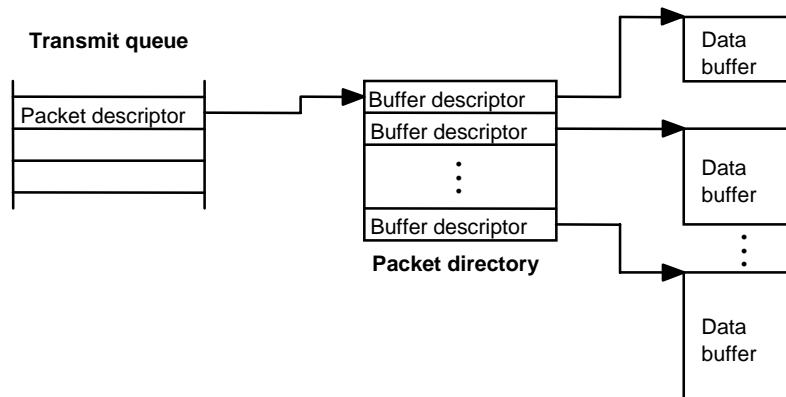 Transmit queue
Packet descriptor
Buffer descriptor
Buffer descriptor
Buffer descriptor
Packet directory
Data
buffer
Data
buffer
Data
buffer